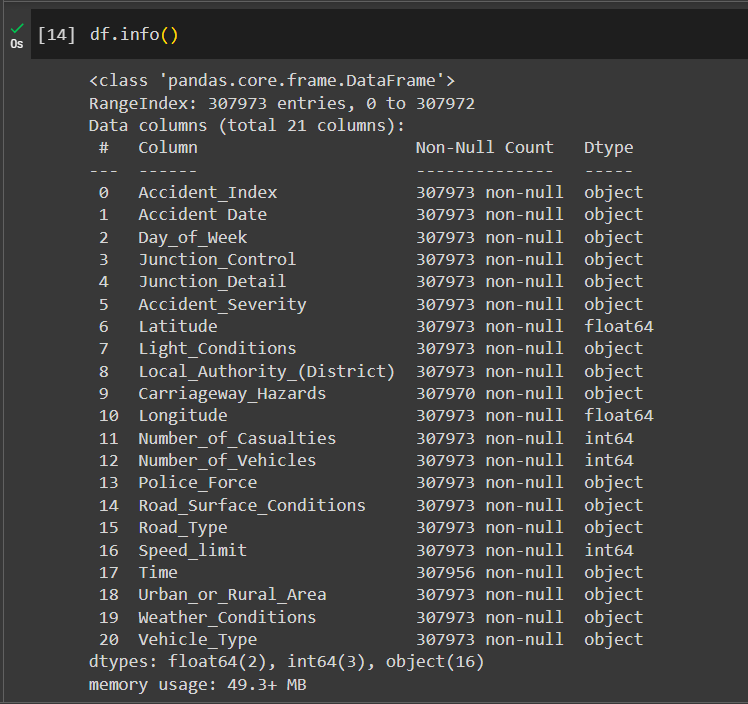 [14] df.info()
0s
<class 'pandas.core.frame.DataFrame'>
RangeIndex: 307973 entries, 0 to 307972
Data columns (total 21 columns):
 #   Column                      Non-Null Count   Dtype
---  ------                      --------------   -----
 0   Accident_Index              307973 non-null  object
 1   Accident Date               307973 non-null  object
 2   Day_of_Week                 307973 non-null  object
 3   Junction_Control            307973 non-null  object
 4   Junction_Detail             307973 non-null  object
 5   Accident_Severity           307973 non-null  object
 6   Latitude                    307973 non-null  float64
 7   Light_Conditions            307973 non-null  object
 8   Local_Authority_(District)  307973 non-null  object
 9   Carriageway_Hazards         307970 non-null  object
 10  Longitude                   307973 non-null  float64
 11  Number_of_Casualties        307973 non-null  int64
 12  Number_of_Vehicles          307973 non-null  int64
 13  Police_Force                307973 non-null  object
 14  Road_Surface_Conditions     307973 non-null  object
 15  Road_Type                   307973 non-null  object
 16  Speed_limit                 307973 non-null  int64
 17  Time                        307956 non-null  object
 18  Urban_or_Rural_Area         307973 non-null  object
 19  Weather_Conditions          307973 non-null  object
 20  Vehicle_Type                307973 non-null  object
dtypes: float64(2), int64(3), object(16)
memory usage: 49.3+ MB